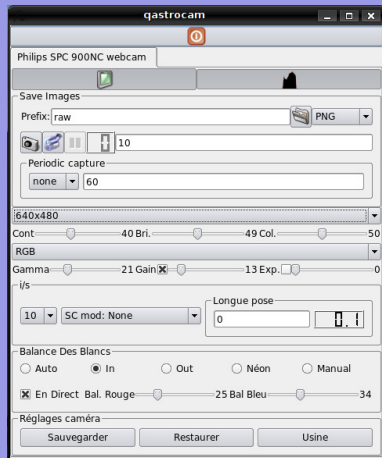 qastrocam
Philips SPC 900NC webcam
Save Images
Prefix: raw PNG
0 10
Periodic capture
none 60
640x480
Cont 40 Bri. 49 Col. 50
RGB
Gamma 21 Gain 13 Exp. 0
i/s
Longue pose
10 SC mod: None 0 0.1
Balance Des Blancs
Auto In Out Néon Manual
En Direct Bal. Rouge 25 Bal Bleu 34
Réglages caméra
Sauvegarder Restaurer Usine